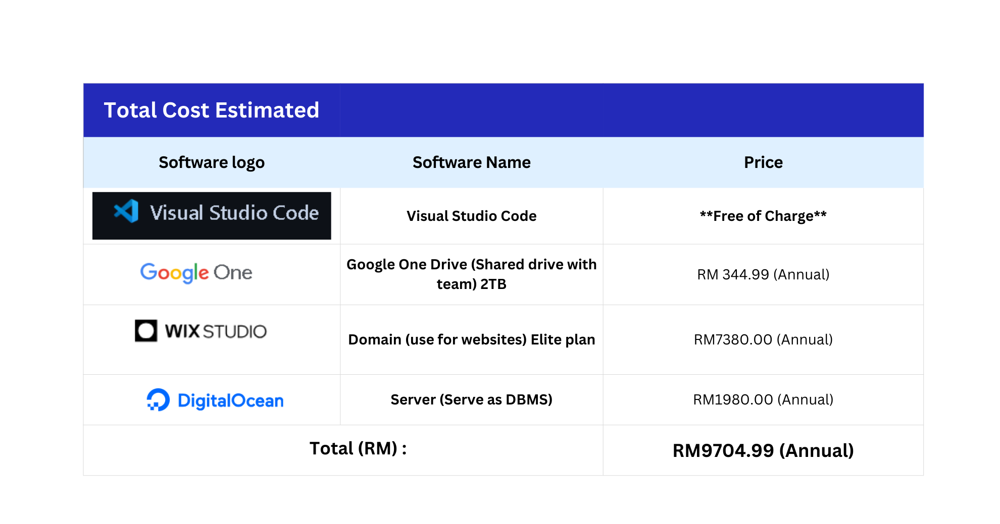 Total Cost Estimated
Software logo
Software Name
Price
Visual Studio Code
Visual Studio Code
**Free of Charge**
Google One
Google One Drive (Shared drive with
team) 2TB
RM 344.99 (Annual)
WIX STUDIO
Domain (use for websites) Elite plan
RM7380.00 (Annual)
DigitalOcean
Server (Serve as DBMS)
RM1980.00 (Annual)
Total (RM) :
RM9704.99 (Annual)